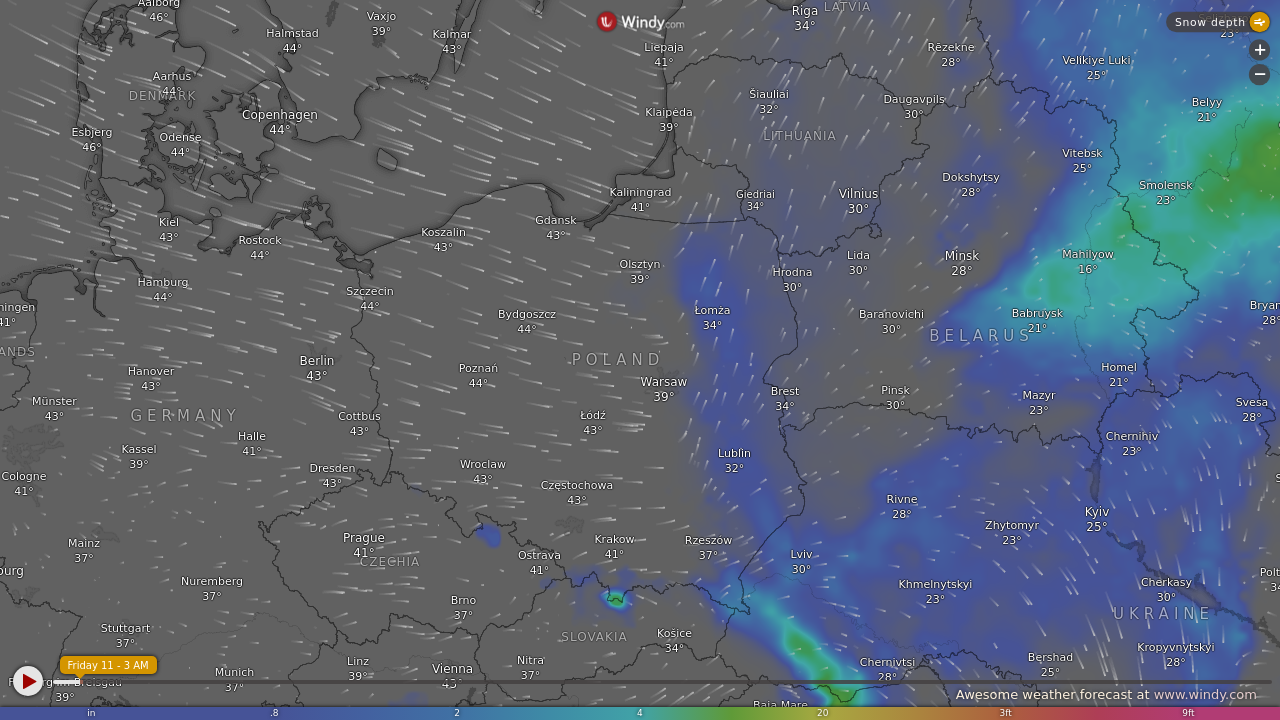 Aalborg
46°
Vaxjo
39°
Riga
34°
LATVIA
Windy.com
Snow depth
23°
Halmstad
44°
Kalmar
43°
Liepaja
41°
Rēzekne
28°
Velikiye Luki
25°
Aarhus
44°
DENMARK
Šiauliai
32°
Daugavpils
30°
Belyy
21°
Copenhagen
44°
Klaipėda
39°
LITHUANIA
Esbjerg
46°
Odense
44°
Vitebsk
25°
Dokshytsy
28°
Smolensk
23°
Kaliningrad
41°
Giedriai
34°
Vilnius
30°
Kiel
43°
Rostock
44°
Koszalin
43°
Gdansk
43°
Olsztyn
39°
Hrodna
30°
Lida
30°
Minsk
28°
Mahilyow
16°
Hamburg
44°
Szczecin
44°
ningen
41°
Bydgoszcz
44°
Łomża
34°
Baranovichi
30°
Babruysk
21°
Bryan
28°
BELARUS
ANDS
POLAND
Berlin
43°
Hanover
43°
Poznań
44°
Warsaw
39°
Brest
34°
Pinsk
30°
Homel
21°
Mazyr
23°
Svesa
28°
Münster
43°
GERMANY
Cottbus
43°
Łódź
43°
Halle
41°
Kassel
39°
Chernihiv
23°
Lublin
32°
Dresden
43°
Wroclaw
43°
Cologne
41°
Częstochowa
43°
Rivne
28°
Kyiv
25°
Zhytomyr
23°
Mainz
37°
Prague
41°
CZECHIA
Ostrava
41°
Krakow
41°
Rzeszow
37°
Lviv
30°
burg
Nuremberg
37°
Khmelnytskyi
23°
Cherkasy
30°
Polt
34
Brno
37°
UKRAINE
Stuttgart
37°
SLOVAKIA
Košice
34°
Kropyvnytskyi
28°
Friday 11 - 3 AM
Linz
39°
Vienna
43°
Nitra
37°
Chernivtsi
28°
Bershad
25°
Munich
37°
39°
Baia Mare
Awesome weather forecast at www.windy.com
in
.8
2
4
20
3ft
9ft